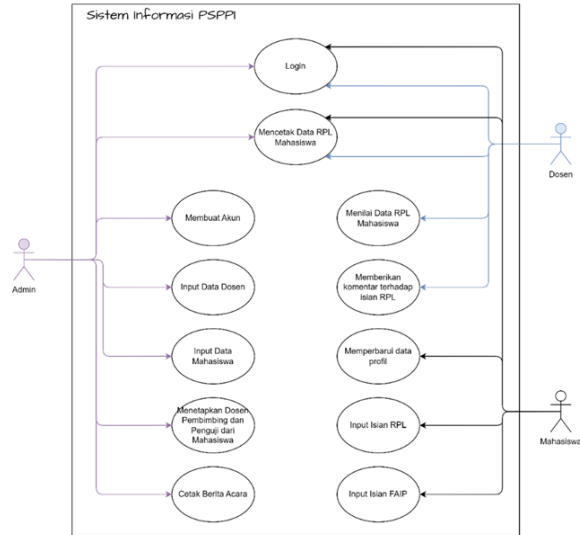 Sistem Informasi PSPPI
Login
Mencetak Data RPL
Mahasiswa
Dosen
Membuat Akun
Menilai Data RPL
Mahasiswa
Admin
Input Data Dosen
Memberikan
komentar terhadap
Isian RPL
Input Data
Mahasiswa
Memperbarui data
profil
Menetapkan Dosen
Pembimbing dan
Penguji dari
Mahasiswa
Input Isian RPL
Mahasiswa
Cetak Berita Acara
Input Isian FAIP